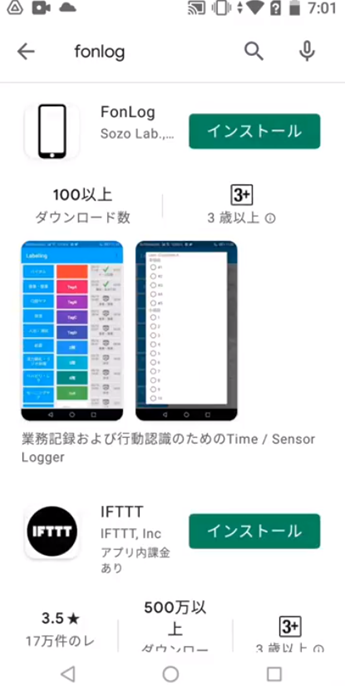 7:01
fonlog
FonLog
Sozo Lab.,...
インストール
100以上
ダウンロード数
3+
3 歳以上
Labeling
業務記録および行動認識のためのTime / Sensor
Logger
IFTTT
IFTTT
IFTTT, Inc
アプリ内課金
あり
インストール
3.5★
17万件のレ
500万以
上
ダウンロー
3+
3 歳以上